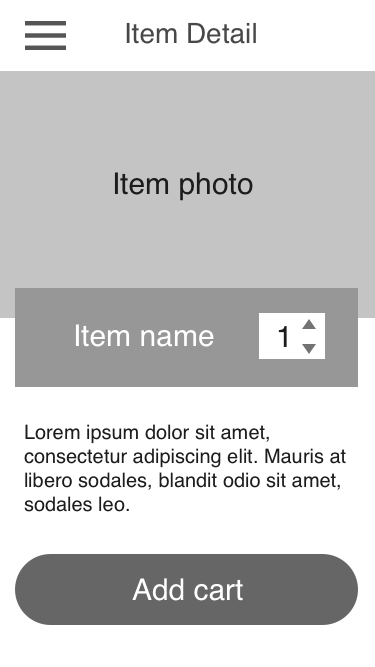 Item Detail
Item photo
Item name 1
Lorem ipsum dolor sit amet,
consectetur adipiscing elit. Mauris at
libero sodales, blandit odio sit amet,
sodales leo.
Add cart